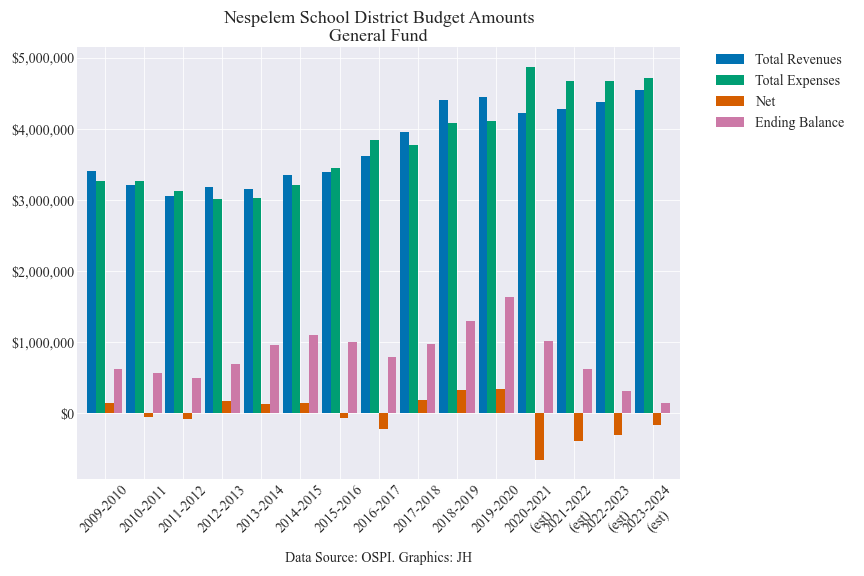 Nespelem School District Budget Amounts
General Fund
$5,000,000
$4,000,000
$3,000,000
$2,000,000
$1,000,000
$0
Total Revenues
Total Expenses
Net
Ending Balance
2009-2010
2010-2011
2011-2012
2012-2013
2013-2014
2014-2015
2015-2016
2016-2017
2017-2018
2018-2019
2019-2020
2020-2021
(est)
2021-2022
(est)
2022-2023
(est)
2023-2024
(est)
Data Source: OSPI. Graphics: JH